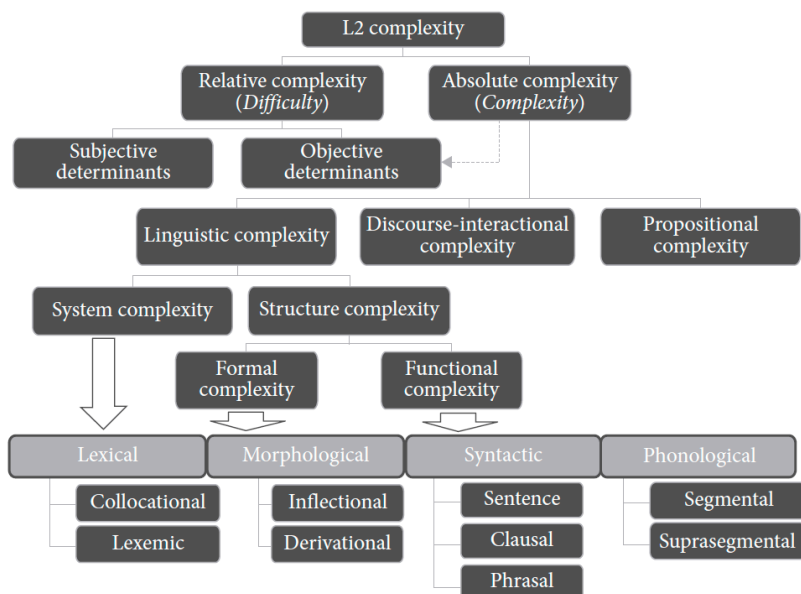 L2 complexity
Relative complexity
(Difficulty)
Absolute complexity
(Complexity)
Subjective
determinants
Objective
determinants
Linguistic complexity
Discourse-interactional
complexity
Propositional
complexity
System complexity
Structure complexity
Formal
complexity
Functional
complexity
Lexical
Morphological
Syntactic
Phonological
Collocational
Lexemic
Inflectional
Derivational
Sentence
Clausal
Phrasal
Segmental
Suprasegmental